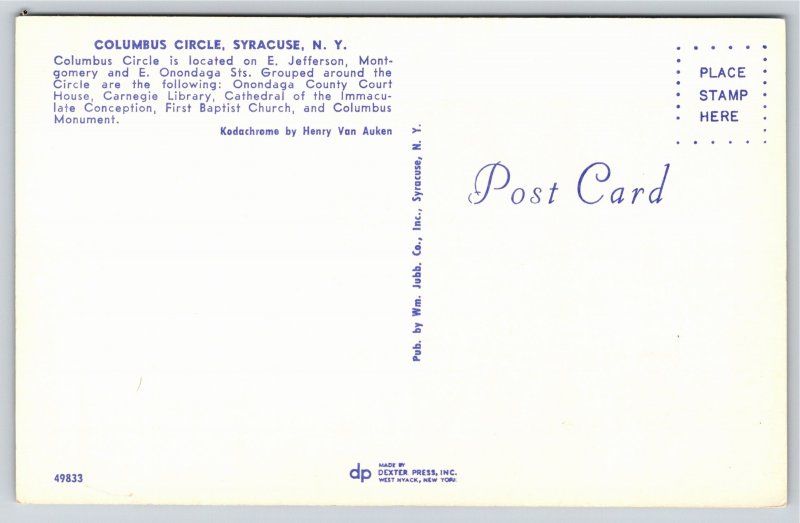 COLUMBUS CIRCLE, SYRACUSE, N. Y.
Columbus Circle is located on E. Jefferson, Mont-
gomery and E. Onondaga Sts. Grouped around the
Circle are the following: Onondaga County Court
House, Carnegie Library, Cathedral of the Immacu-
late Conception, First Baptist Church, and Columbus
Monument.
Kodachrome by Henry Van Auken
Pub. by Wm. Jubb. Co., Inc., Syracuse, N. Y.
PLACE
STAMP
HERE
Post Card
49833
dp
MADE BY
DEXTER PRESS, INC.
WEST NYACK, NEW YORK